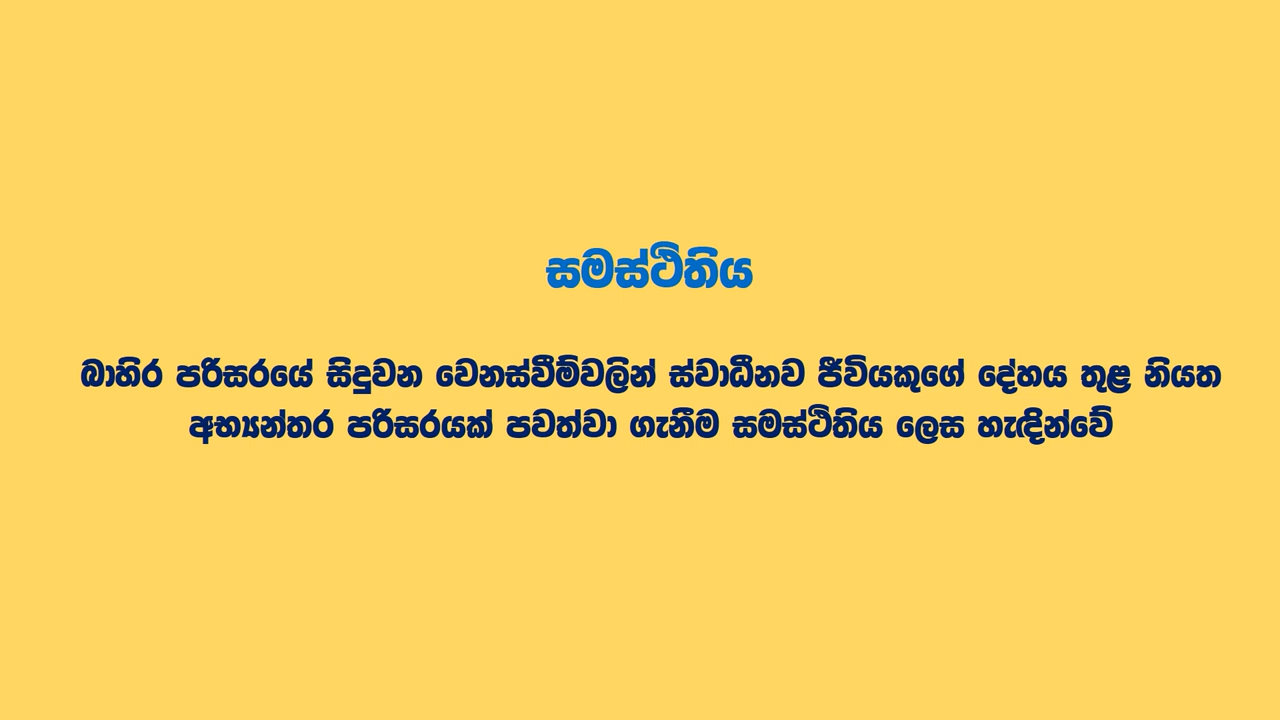 සමස්ථිතිය
බාහිර පරිසරයේ සිදුවන වෙනස්වීම්වලින් ස්වාධීනව ජීවියකුගේ දේහය තුළ නියත
අභ්‍යන්තර පරිසරයක් පවත්වා ගැනීම සමස්ථිතිය ලෙස හැඳින්වේ